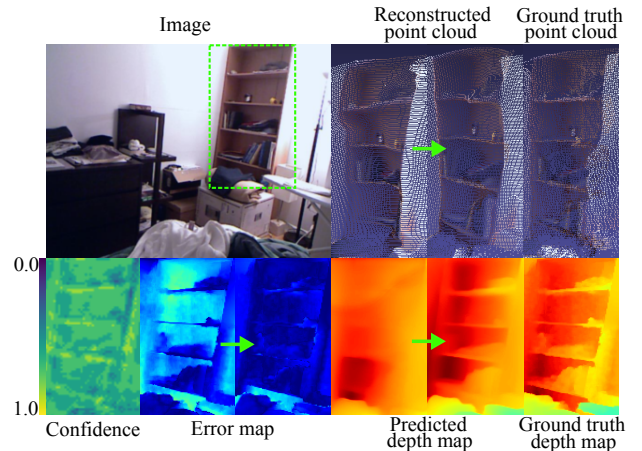 Image
Reconstructed
point cloud
Ground truth
point cloud
0.0
1.0
Confidence
Error map
Predicted
depth map
Ground truth
depth map